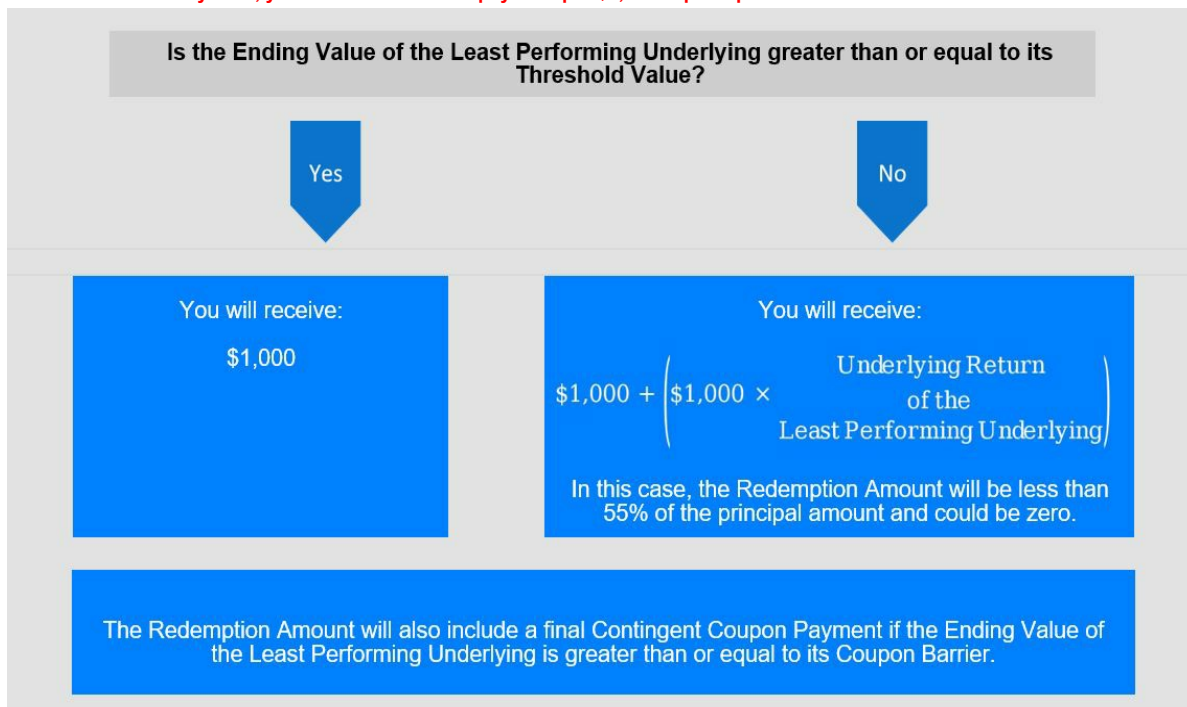 Is the Ending Value of the Least Performing Underlying greater than or equal to its
Threshold Value?
Yes
No
You will receive:
$1,000
You will receive:
$1,000 + ($1,000 × Underlying Return
of the
Least Performing Underlying)
In this case, the Redemption Amount will be less than
55% of the principal amount and could be zero.
The Redemption Amount will also include a final Contingent Coupon Payment if the Ending Value of
the Least Performing Underlying is greater than or equal to its Coupon Barrier.